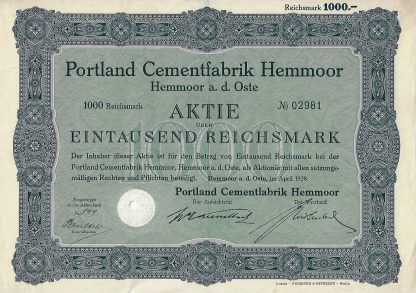 Reichsmark 1000.–
Portland Cementfabrik Hemmoor
Hemmoor a. d. Oste
1000 Reichsmark
AKTIE
№ 02981
ÜBER
EINTAUSEND REICHSMARK
Der Inhaber dieser Aktie ist für den Betrag von Eintausend Reichsmark bei der
Portland Cementfabrik Hemmoor, Hemmoor a. d. Oste, als Aktionär mit allen satzungs-
mäßigen Rechten und Pflichten beteiligt. Hemmoor a. d. Oste, im April 1928.
Portland Cementfabrik Hemmoor
Der Aufsichtsrat
Der Vorstand
Eingetragen